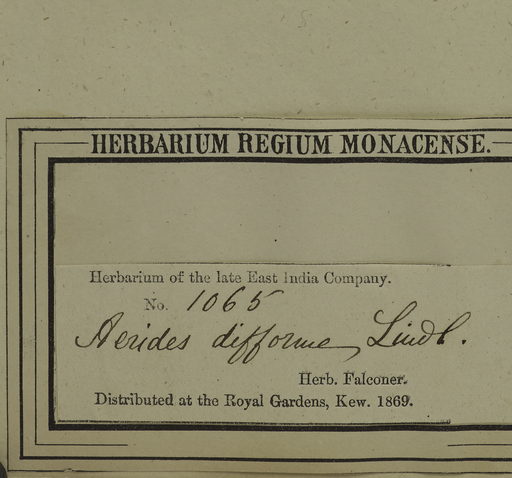 HERBARIUM REGIUM MONACENSE.
Herbarium of the late East India Company.
No. 1065
Aerides difforme, Lindl.
Herb. Falconer.
Distributed at the Royal Gardens, Kew. 1869.